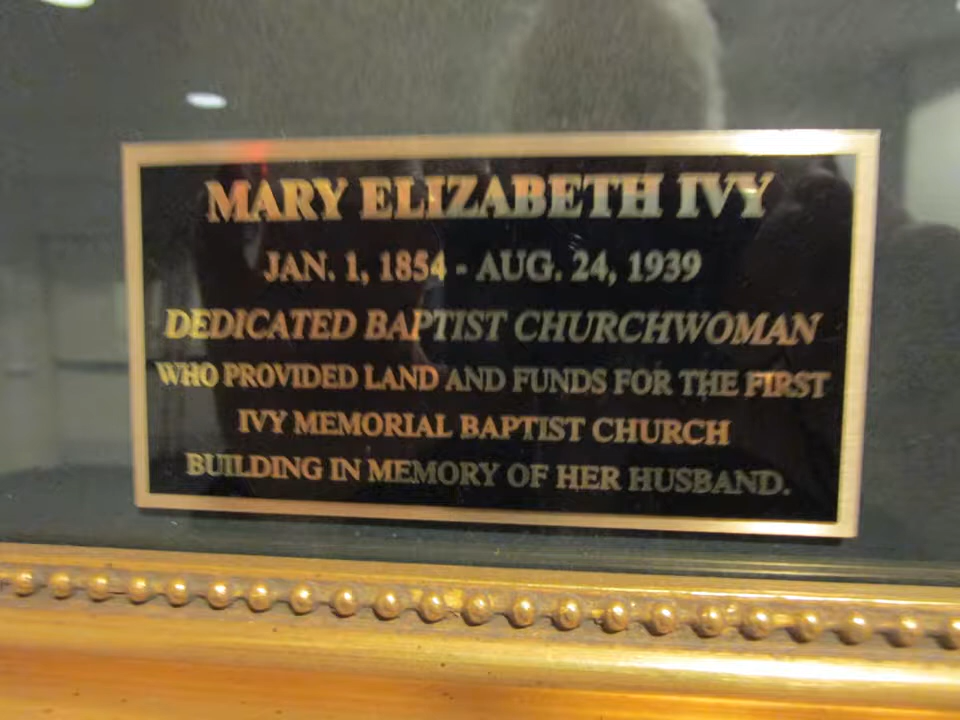 MARY ELIZABETH IVY
JAN. 1, 1854 - AUG. 24, 1939
DEDICATED BAPTIST CHURCHWOMAN
WHO PROVIDED LAND AND FUNDS FOR THE FIRST
IVY MEMORIAL BAPTIST CHURCH
BUILDING IN MEMORY OF HER HUSBAND.